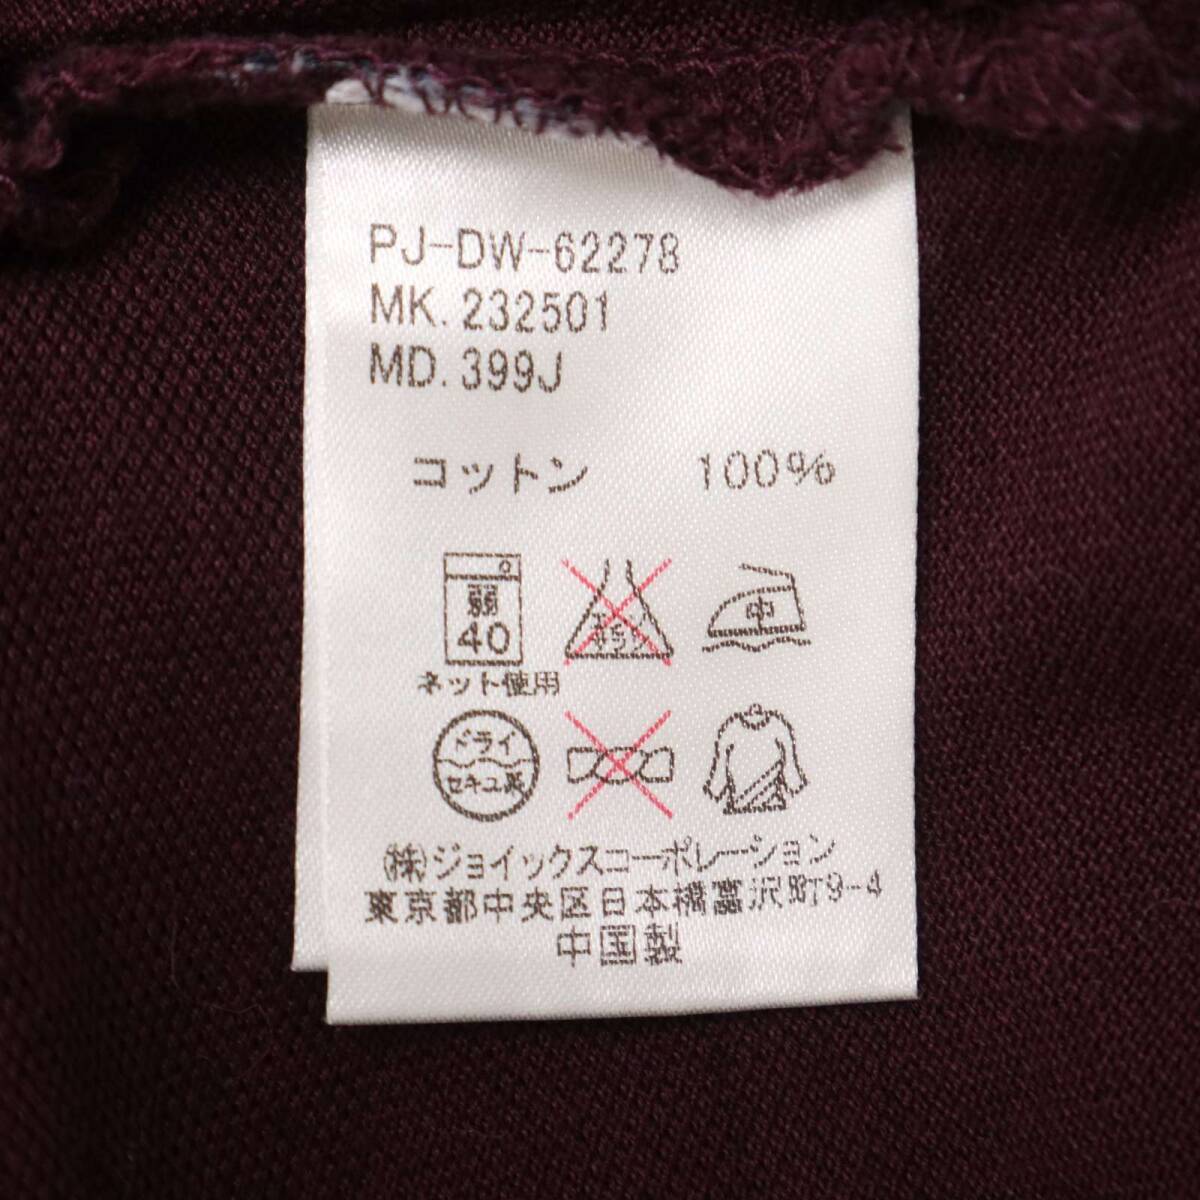 PJ-DW-62278
MK.232501
MD.399J
コットン 100%
弱
40
中
ネット使用
ドライ
セキユ系
㈱ジョイックスコーポレーション
東京都中央区日本橋富沢町9-4
中国製